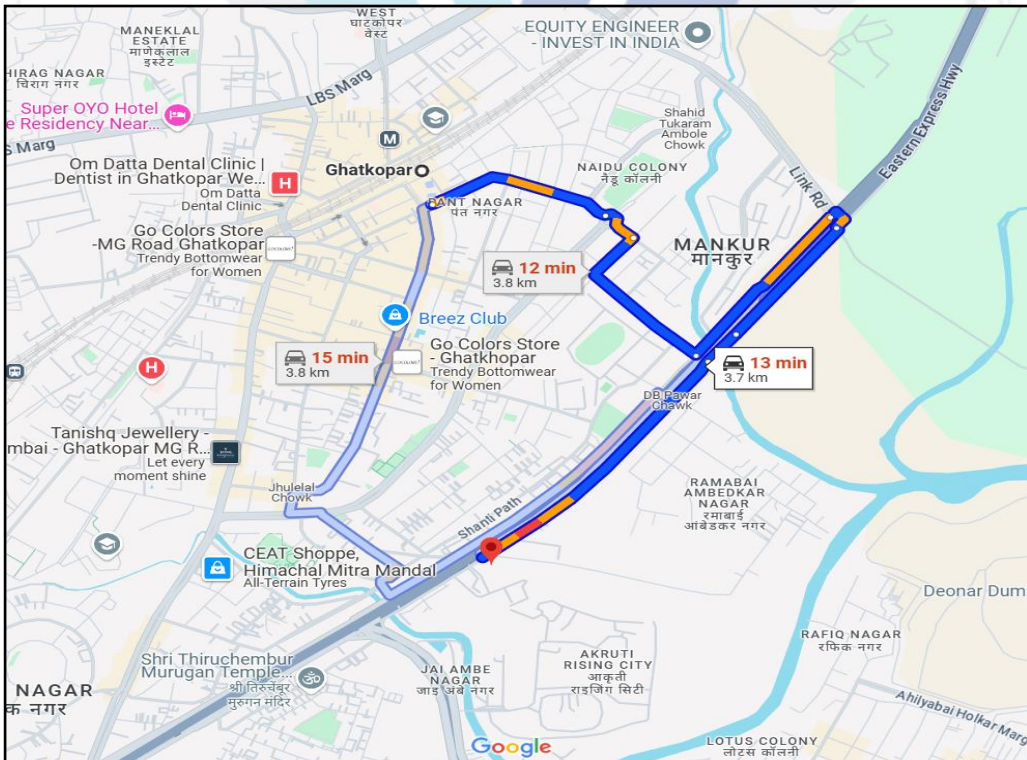 WEST
घाटकोपर
वेस्ट
EQUITY ENGINEER
- INVEST IN INDIA
MANEKLAL
ESTATE
माणेकलाल
इस्टेट
HIRAG NAGAR
चिराग नगर
LBS Marg
Eastern Express Hwy
Super OYO Hotel
e Residency Near...
S Marg
M
Shahid
Tukaram
Ambole
Chowk
Om Datta Dental Clinic |
Dentist in Ghatkopar We...
Om Datta
Dental Clinic
H
Ghatkopar
NAIDU COLONY
नैडू कॉलनी
Link Rd
PANT NAGAR
पंत नगर
Go Colors Store
-MG Road Ghatkopar
Trendy Bottomwear
for Women
MANKUR
मानकुर
12 min
3.8 km
Breez Club
Go Colors Store
- Ghatkhopar
Trendy Bottomwear
for Women
15 min
3.8 km
H
13 min
3.7 km
DB Pawar
Chawk
Tanishq Jewellery -
mbai - Ghatkopar MG R...
Let every
moment shine
Jhulelal
Chowk
RAMABAI
AMBEDKAR
NAGAR
रमाबाई
आंबेडकर नगर
Shanti Path
CEAT Shoppe,
Himachal Mitra Mandal
All-Terrain Tyres
Deonar Dum
RAFIQ NAGAR
रफिक नगर
Shri Thiruchembur
Murugan Temple...
श्री तिरुचेंबूर
मुरुगन मंदिर
JAI AMBE
NAGAR
जाई अंबे नगर
AKRUTI
RISING CITY
आकृती
राइजिंग सिटी
NAGAR
क नगर
Ahilyabai Holkar Marg
Google
LOTUS COLONY
लोटस कॉलनी